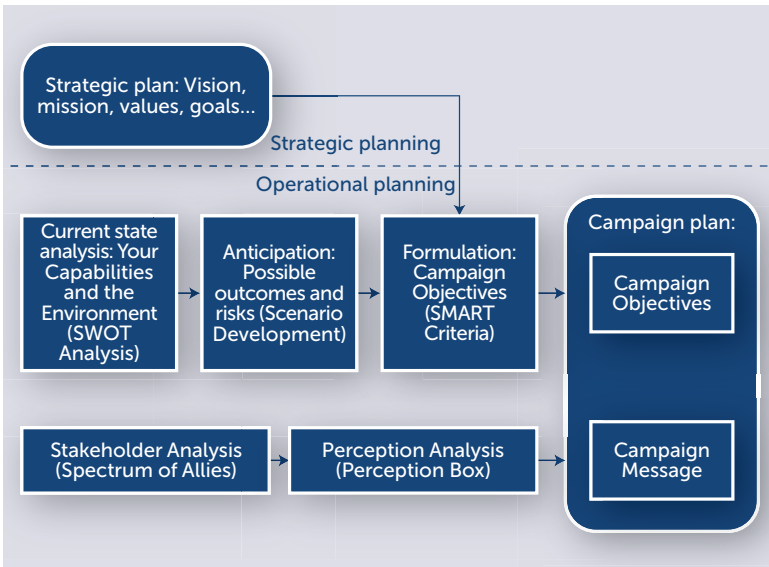 Strategic plan: Vision,
mission, values, goals...
Strategic planning
Operational planning
Current state
analysis: Your
Capabilities
and the
Environment
(SWOT
Analysis)
Anticipation:
Possible
outcomes and
risks (Scenario
Development)
Formulation:
Campaign
Objectives
(SMART
Criteria)
Campaign plan:
Campaign
Objectives
Stakeholder Analysis
(Spectrum of Allies)
Perception Analysis
(Perception Box)
Campaign
Message